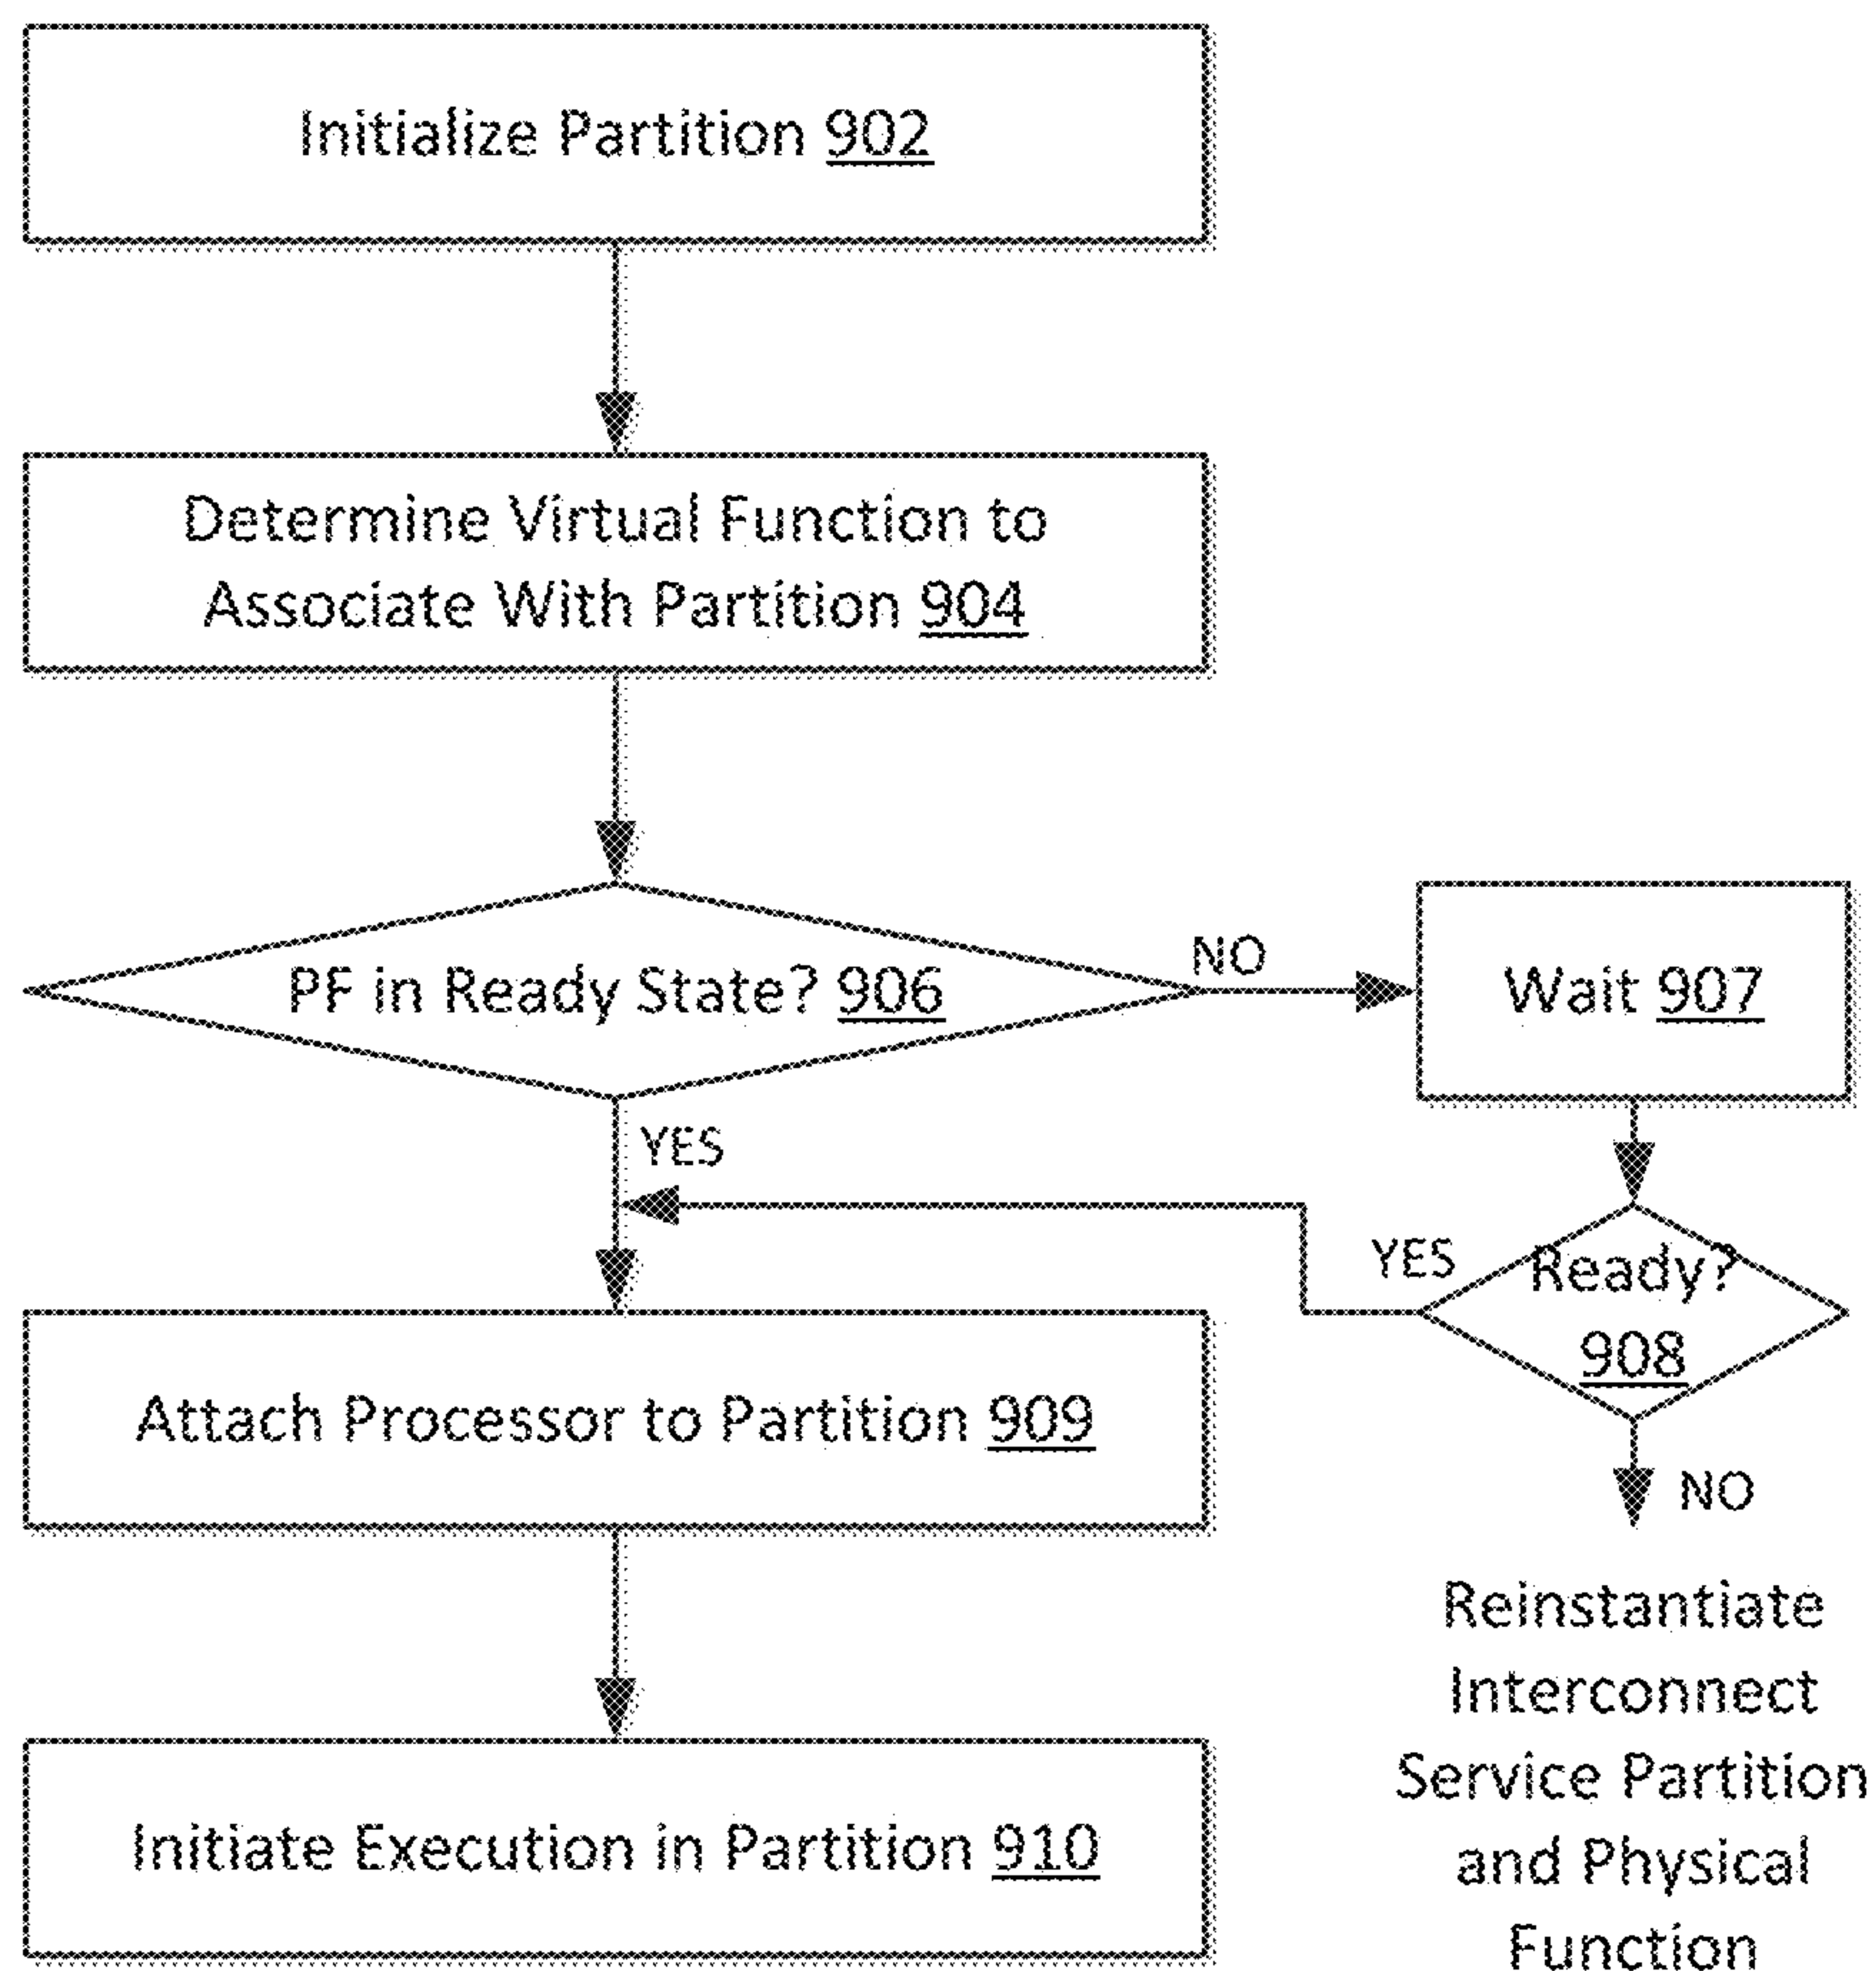 Initialize Partition 902
Determine Virtual Function to
Associate With Partition 904
PF in Ready State? 906
NO
Wait 907
YES
YES
Ready?
908
Attach Processor to Partition 909
NO
Reinstantiate
Interconnect
Service Partition
and Physical
Function
Initiate Execution in Partition 910